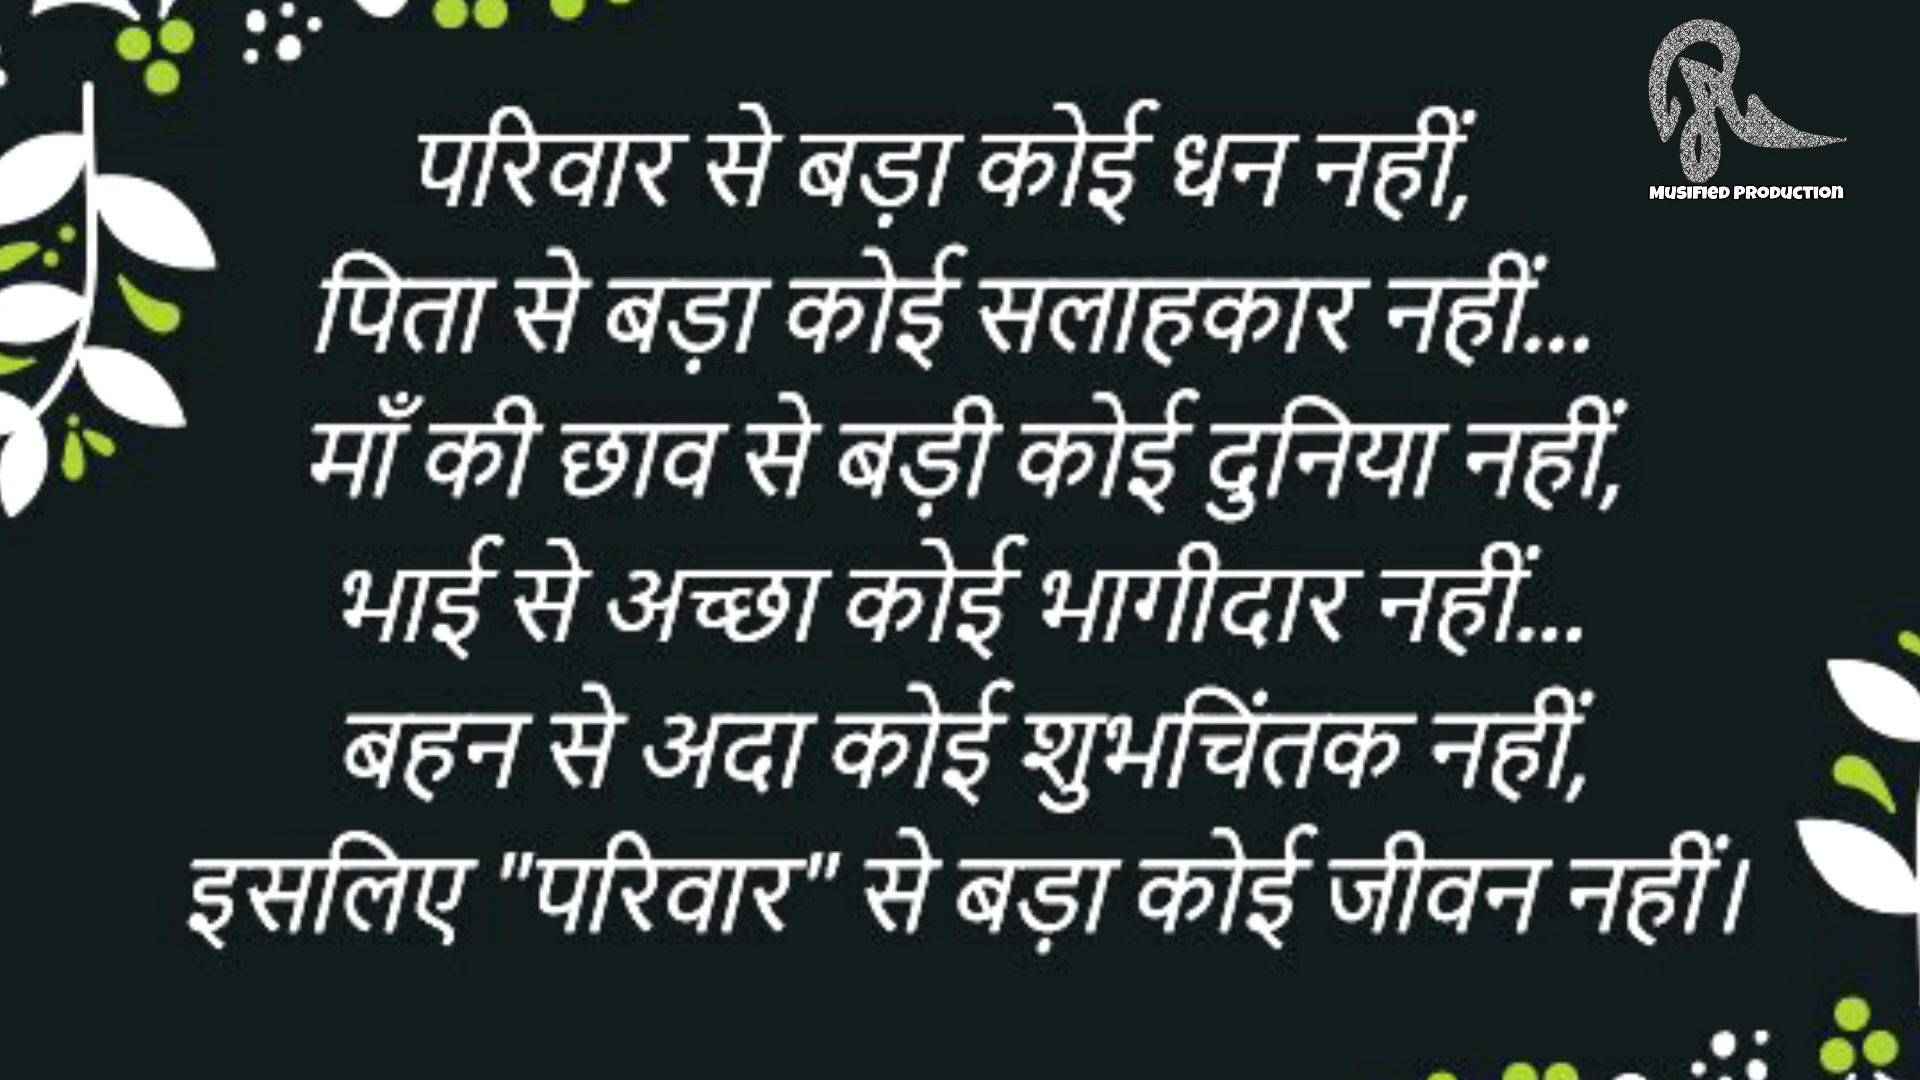 MUSIFIED PRODUCTION
परिवार से बड़ा कोई धन नहीं,
पिता से बड़ा कोई सलाहकार नहीं...
माँ की छाव से बड़ी कोई दुनिया नहीं,
भाई से अच्छा कोई भागीदार नहीं...
बहन से अदा कोई शुभचिंतक नहीं,
इसलिए "परिवार" से बड़ा कोई जीवन नहीं।